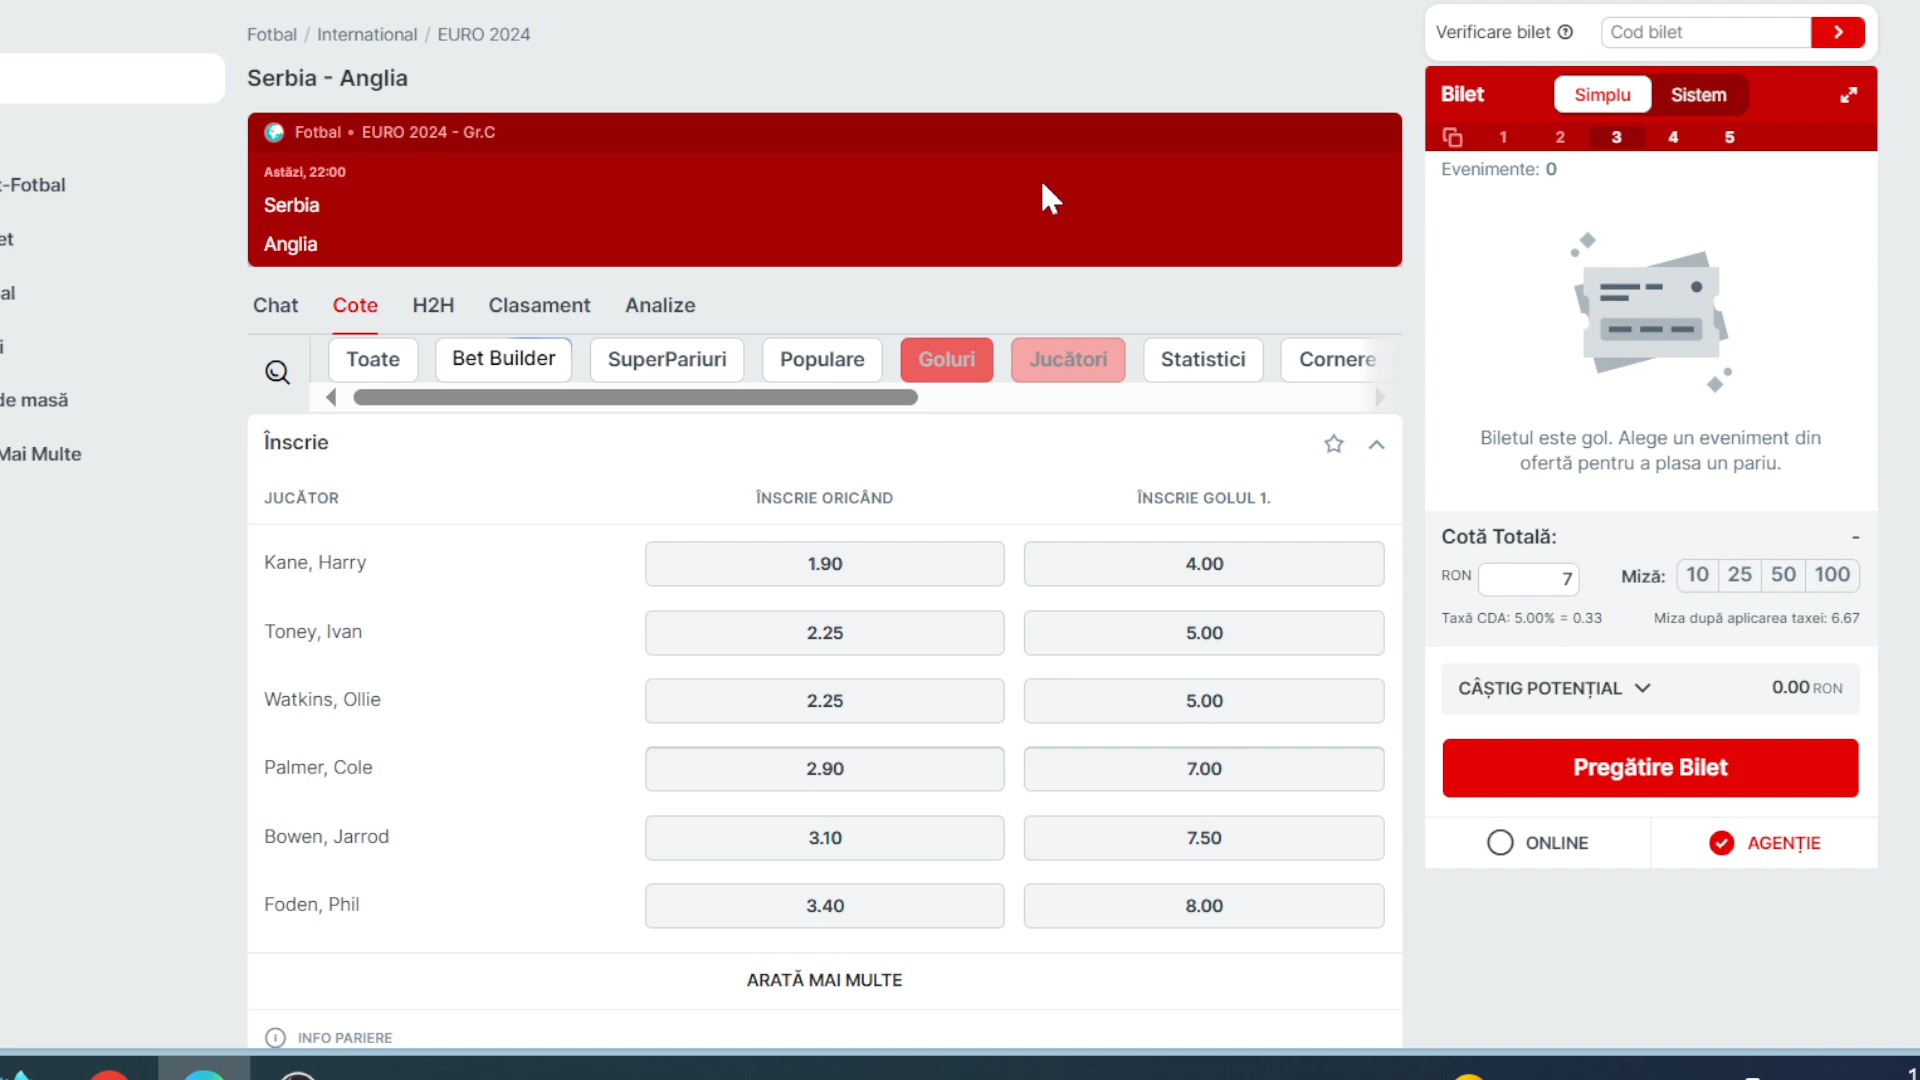 Fotbal / International / EURO 2024
Serbia - Anglia
Fotbal • EURO 2024 - Gr.C
Astăzi, 22:00
Serbia
Anglia
-Fotbal
et
al
i
de masă
Mai Multe
Chat Cote H2H Clasament Analize
Toate Bet Builder SuperPariuri Populare Goluri Jucători Statistici Cornere
Înscrie
JUCĂTOR ÎNSCRIE ORICÂND ÎNSCRIE GOLUL 1.
Kane, Harry 1.90 4.00
Toney, Ivan 2.25 5.00
Watkins, Ollie 2.25 5.00
Palmer, Cole 2.90 7.00
Bowen, Jarrod 3.10 7.50
Foden, Phil 3.40 8.00
ARATĂ MAI MULTE
INFO PARIERE
Verificare bilet Cod bilet
Bilet Simplu Sistem
1 2 3 4 5
Evenimente: 0
Biletul este gol. Alege un eveniment din
ofertă pentru a plasa un pariu.
Cotă Totală: -
RON 7 Miză: 10 25 50 100
Taxă CDA: 5.00% = 0.33 Miza după aplicarea taxei: 6.67
CÂȘTIG POTENȚIAL 0.00 RON
Pregătire Bilet
ONLINE AGENȚIE